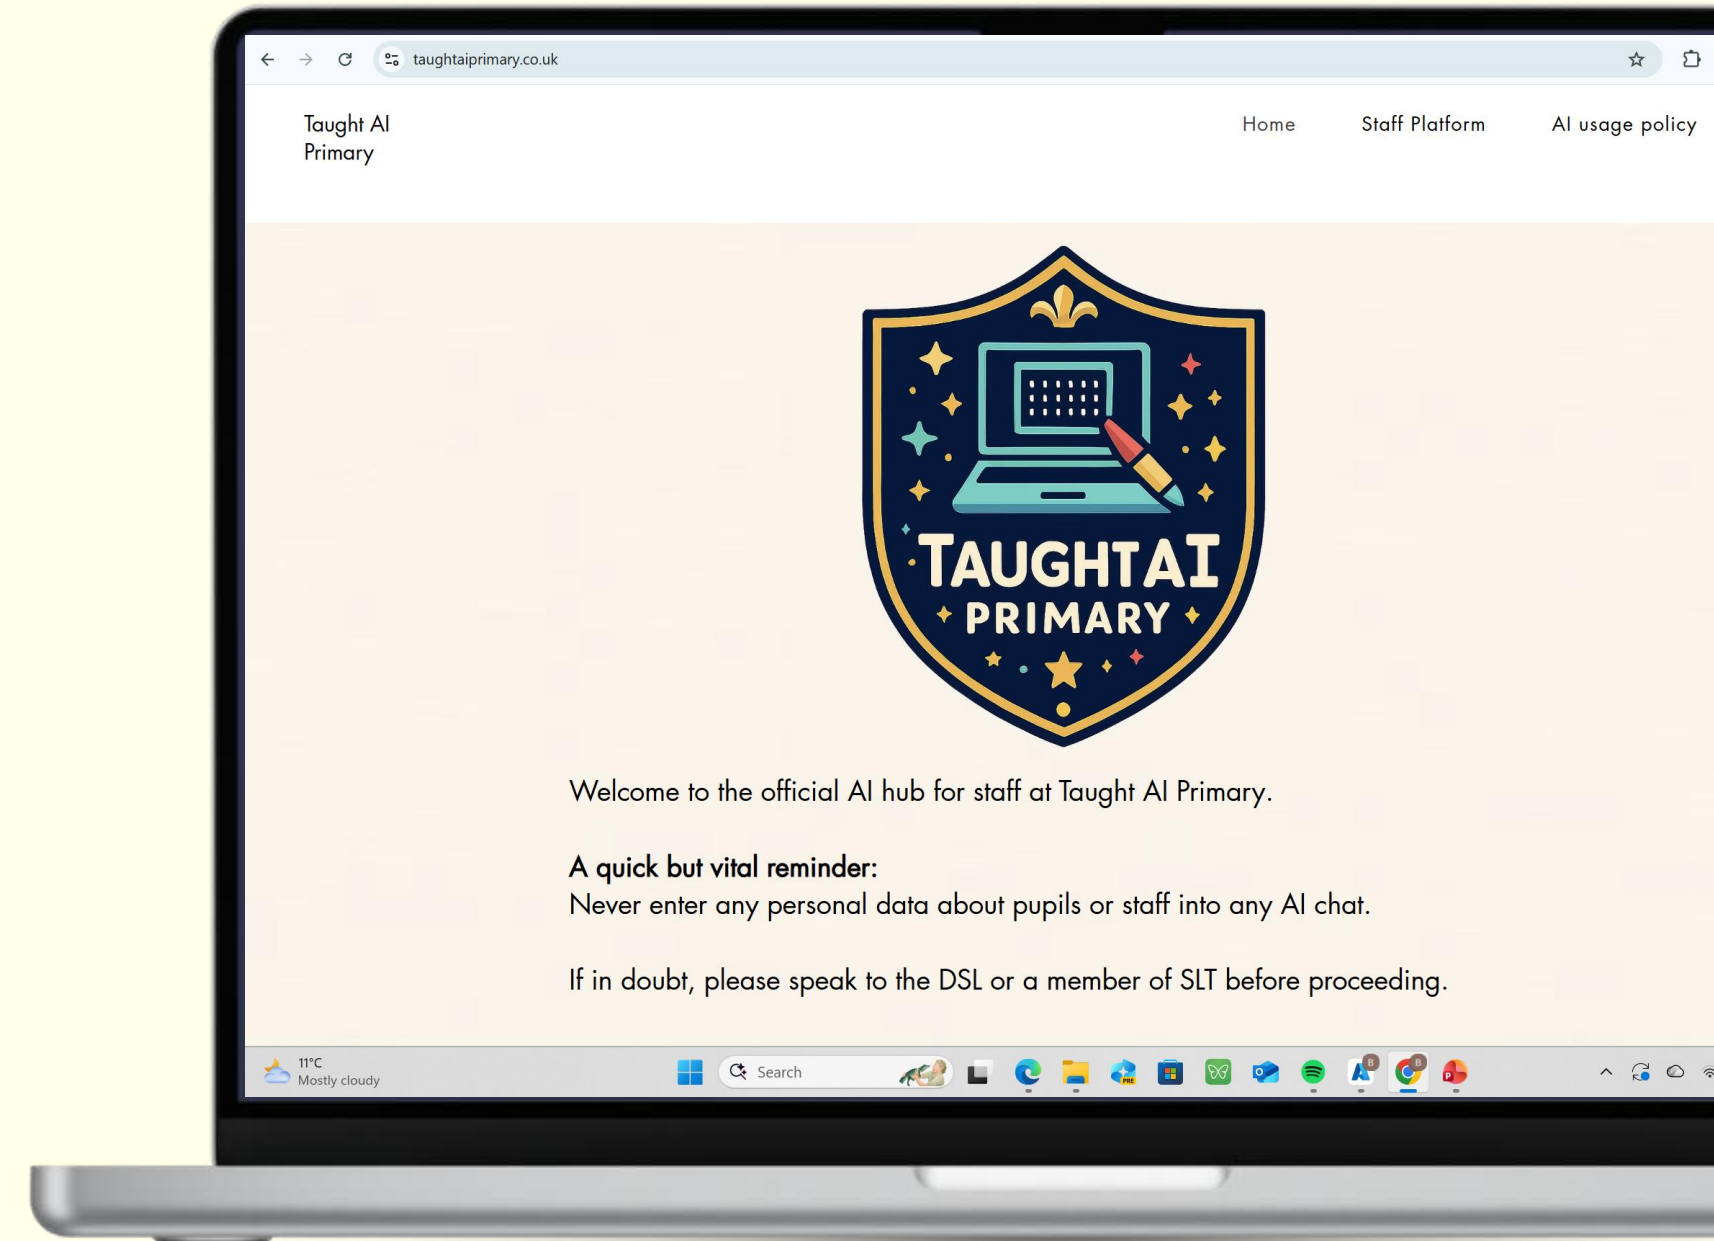 taughtaiprimary.co.uk
Taught AI
Primary
Home
Staff Platform
AI usage policy
TAUGHTAI
PRIMARY
Welcome to the official AI hub for staff at Taught AI Primary.
A quick but vital reminder:
Never enter any personal data about pupils or staff into any AI chat.
If in doubt, please speak to the DSL or a member of SLT before proceeding.
11°C
Mostly cloudy
Search
PRE
B
B
P